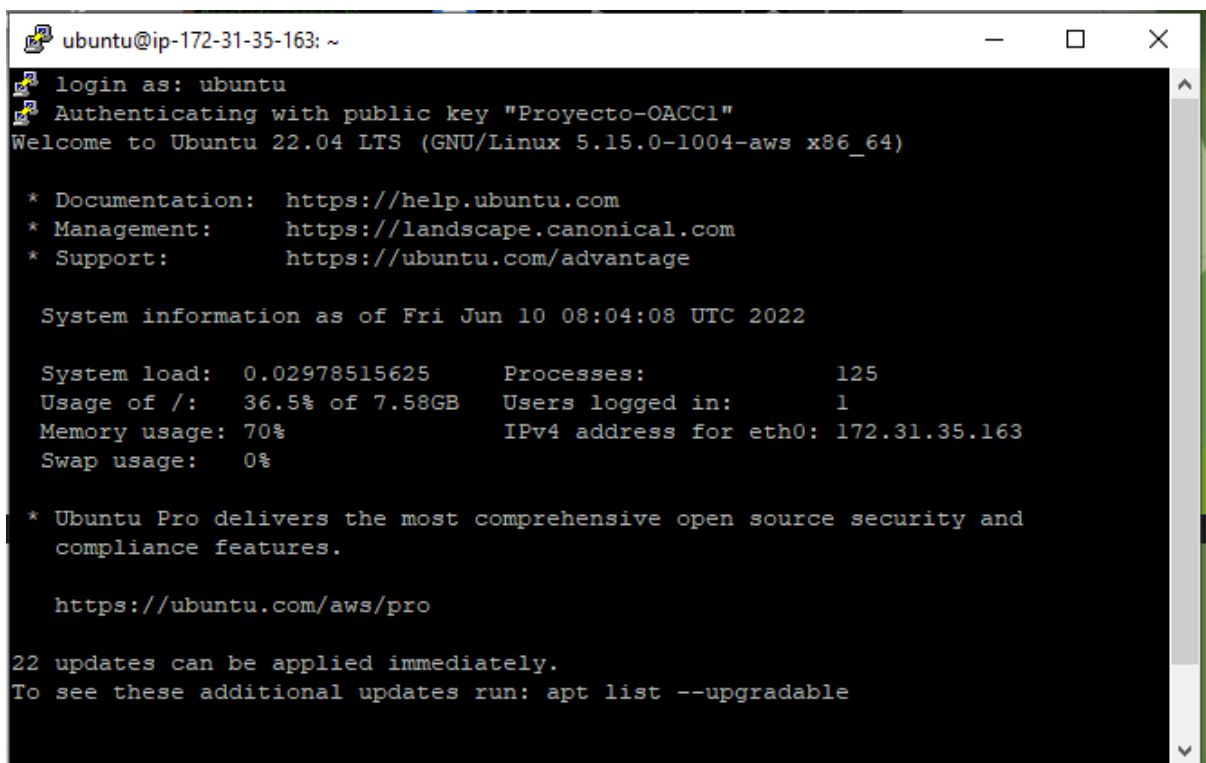 ubuntu@ip-172-31-35-163: ~
login as: ubuntu
Authenticating with public key "Proyecto-OACC1"
Welcome to Ubuntu 22.04 LTS (GNU/Linux 5.15.0-1004-aws x86_64)
* Documentation:  https://help.ubuntu.com
* Management:     https://landscape.canonical.com
* Support:        https://ubuntu.com/advantage
System information as of Fri Jun 10 08:04:08 UTC 2022
System load:  0.02978515625     Processes:             125
Usage of /:   36.5% of 7.58GB   Users logged in:       1
Memory usage: 70%               IPv4 address for eth0: 172.31.35.163
Swap usage:   0%
* Ubuntu Pro delivers the most comprehensive open source security and
compliance features.
https://ubuntu.com/aws/pro
22 updates can be applied immediately.
To see these additional updates run: apt list --upgradable